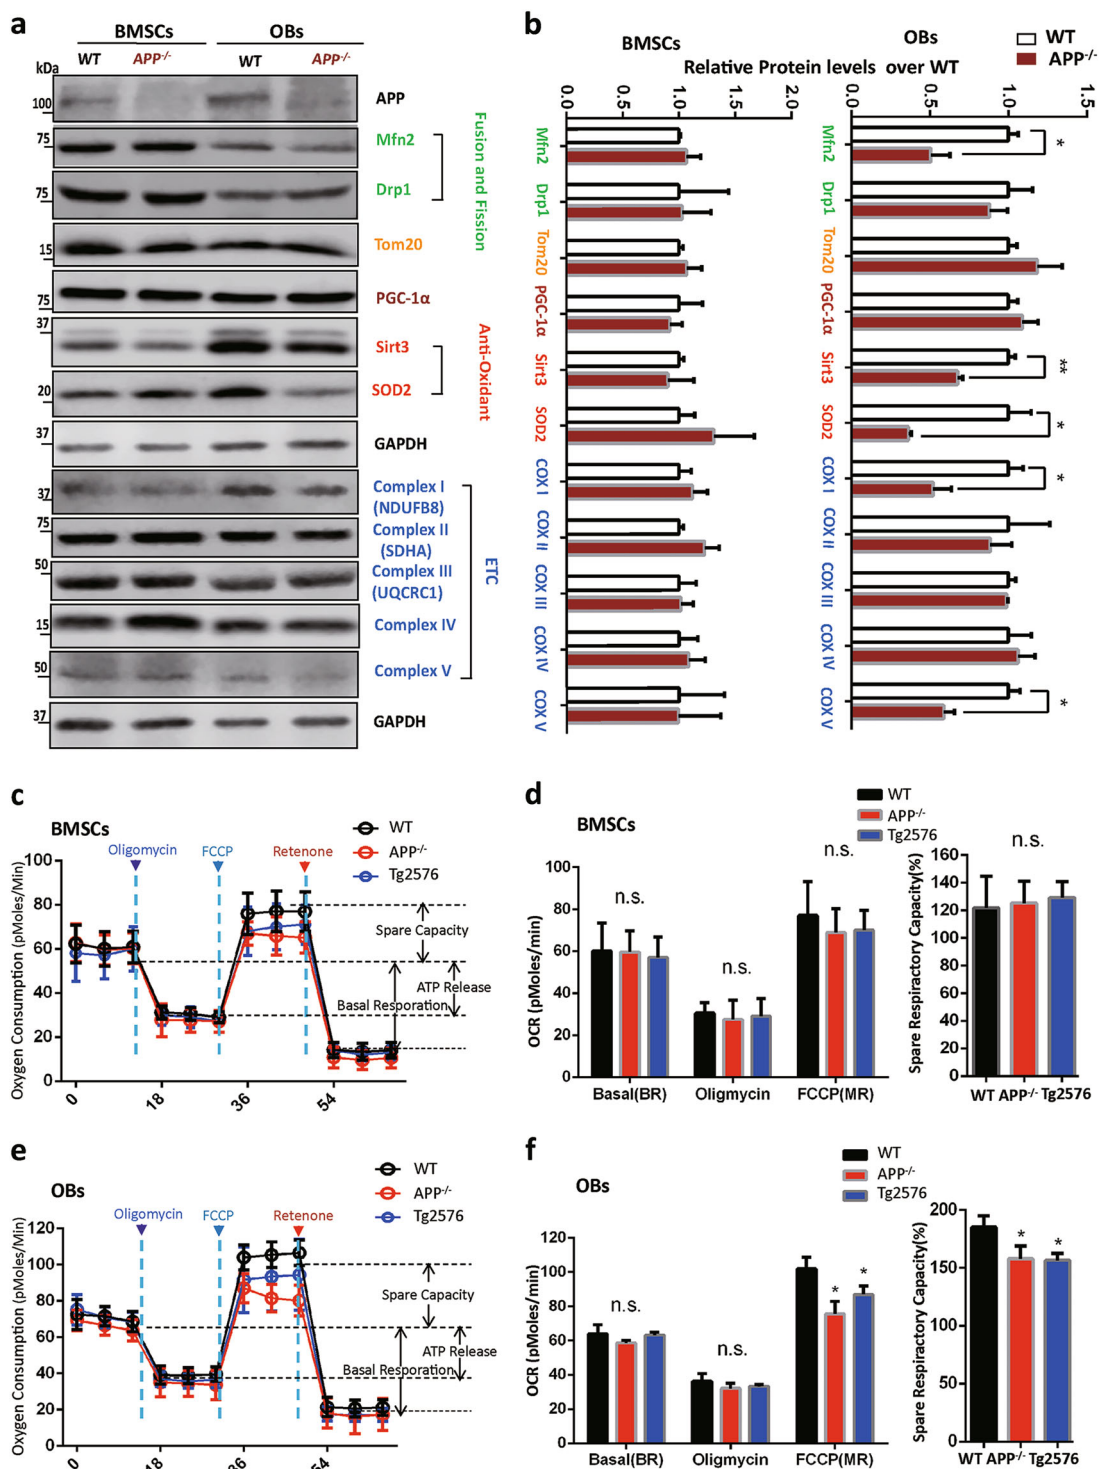 a
BMSCs OBs
WT APP-/- WT APP-/-
kDa
100 APP
75 Mfn2
75 Drp1
Fusion and Fission
15 Tom20
75 PGC-1α
37 Sirt3
20 SOD2
Anti-Oxidant
37 GAPDH
37 Complex I
(NDUFB8)
75 Complex II
(SDHA)
50 Complex III
(UQCRC1)
15 Complex IV
50 Complex V
ETC
37 GAPDH
b
BMSCs OBs
WT
APP-/-
Relative Protein levels over WT
0.0 0.5 1.0 1.5 2.0
0.0 0.5 1.0 1.5
Mfn2 Mfn2 *
Drp1 Drp1
Tom20 Tom20
PGC-1α PGC-1α
Sirt3 Sirt3 **
SOD2 SOD2 *
COX I COX I *
COX II COX II
COX III COX III
COX IV COX IV
COX V COX V *
c
BMSCs
WT
APP-/-
Tg2576
Oligomycin FCCP Retenone
Oxygen Consumption (pMoles/Min)
100
80
60
40
20
0
0 18 36 54
Spare Capacity
ATP Release
Basal Resporation
d
BMSCs
WT
APP-/-
Tg2576
OCR (pMoles/min)
100
80
60
40
20
0
n.s. n.s. n.s.
Basal(BR) Oligmycin FCCP(MR)
Spare Respiractory Capacity(%)
160
140
120
100
80
60
40
20
0
n.s.
WT APP-/- Tg2576
e
OBs
WT
APP-/-
Tg2576
Oligomycin FCCP Retenone
Oxygen Consumption (pMoles/Min)
120
100
80
60
40
20
0
0 18 36 54
Spare Capacity
ATP Release
Basal Resporation
f
OBs
WT
APP-/-
Tg2576
OCR (pMoles/min)
120
100
80
60
40
20
0
n.s. n.s. * *
Basal(BR) Oligmycin FCCP(MR)
Spare Respiractory Capacity(%)
200
150
100
50
0
* *
WT APP-/- Tg2576